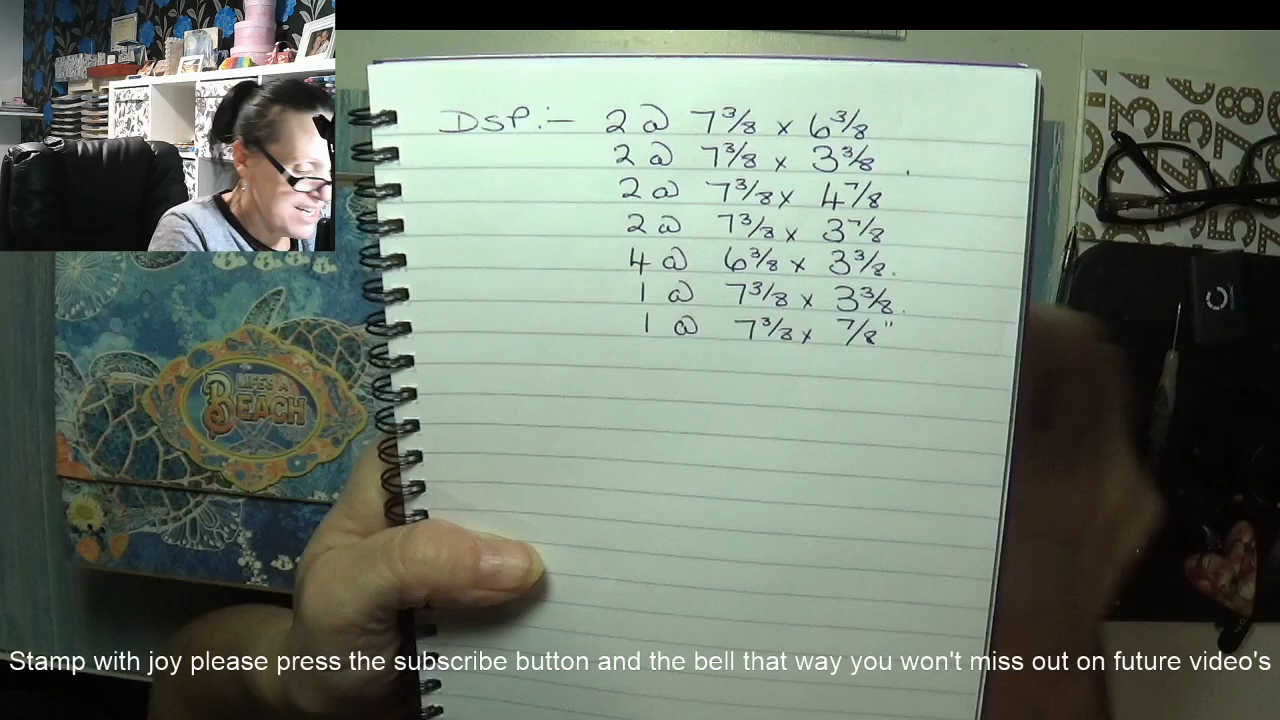 DSP:- 2 @ 7 3/8 x 6 3/8
2 @ 7 3/8 x 3 3/8.
2 @ 7 3/8 x 4 7/8
2 @ 7 3/8 x 3 7/8
4 @ 6 3/8 x 3 3/8.
1 @ 7 3/8 x 3 3/8.
1 @ 7 3/8 x 7/8"
LIFE'S A
BEACH
Stamp with joy please press the subscribe button and the bell that way you won't miss out on future video's